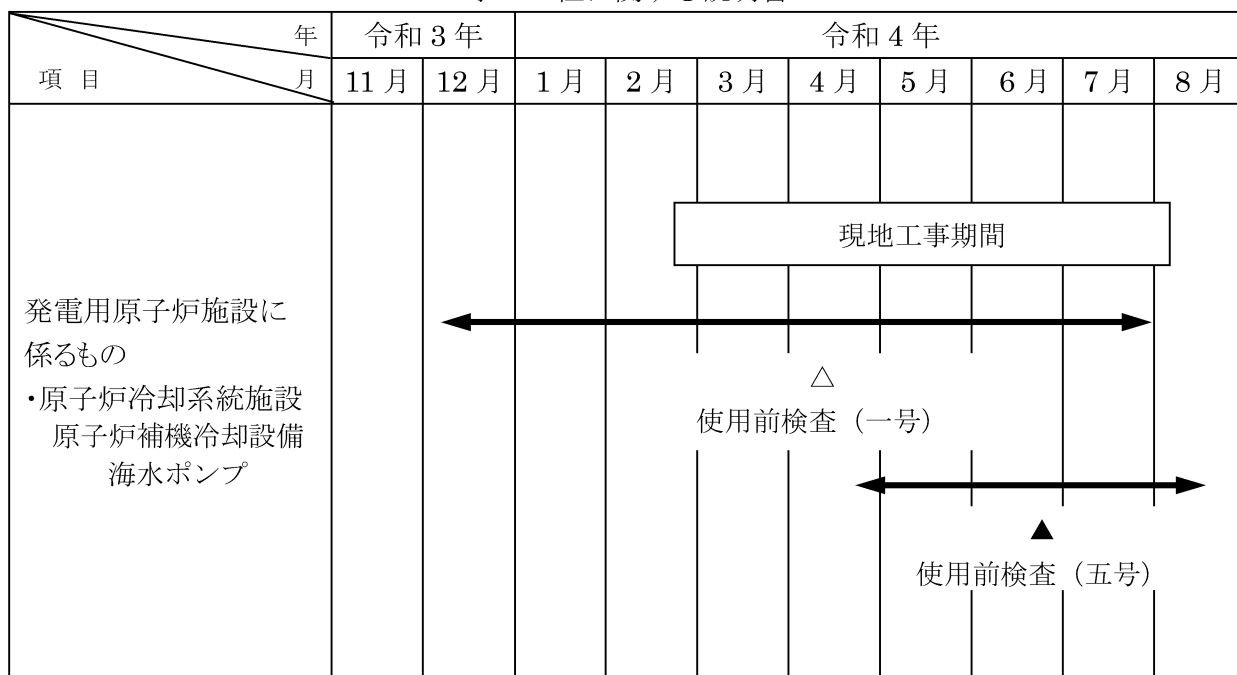 年 令和 3 年 令和 4 年
項 目 月 11 月 12 月 1 月 2 月 3 月 4 月 5 月 6 月 7 月 8 月
現地工事期間
発電用原子炉施設に
係るもの
・原子炉冷却系統施設
原子炉補機冷却設備
海水ポンプ
△
使用前検査（一号）
▲
使用前検査（五号）